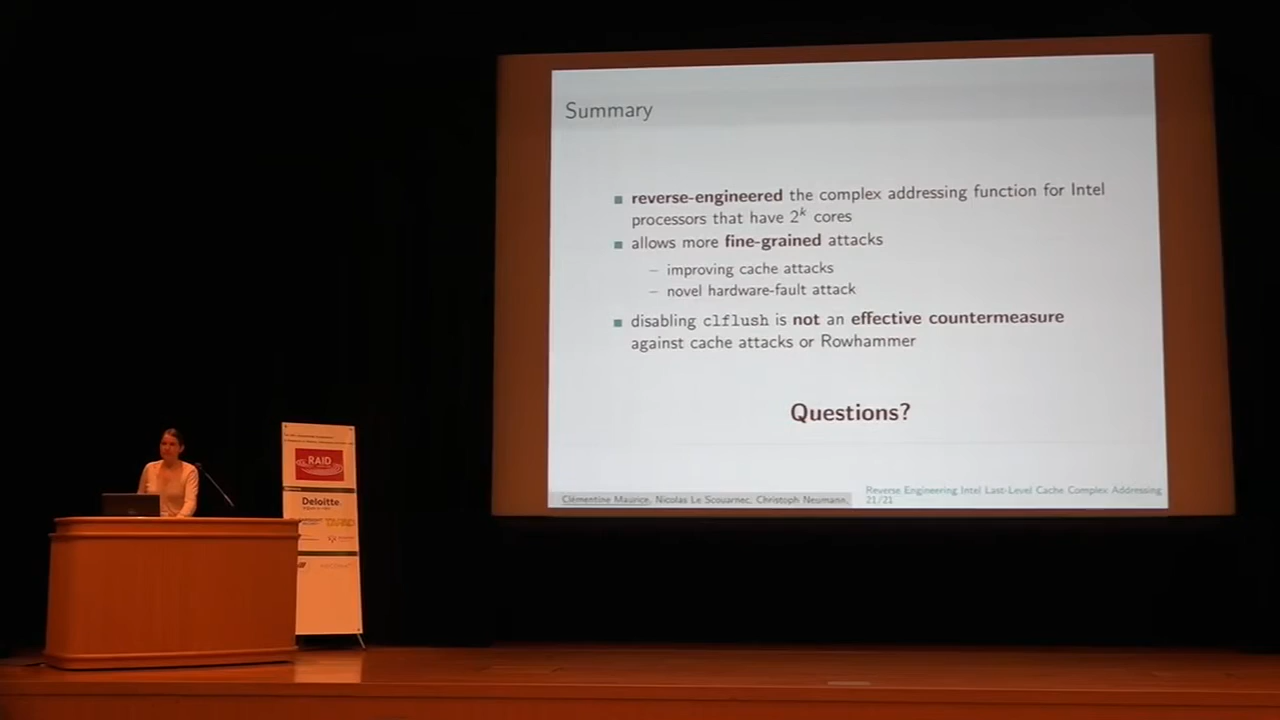 Summary
reverse-engineered the complex addressing function for Intel
processors that have 2^k cores
allows more fine-grained attacks
– improving cache attacks
– novel hardware-fault attack
disabling clflush is not an effective countermeasure
against cache attacks or Rowhammer
Questions?
Clémentine Maurice, Nicolas Le Scouarnec, Christoph Neumann,
Reverse Engineering Intel Last-Level Cache Complex Addressing
21/21
RAID
Deloitte.